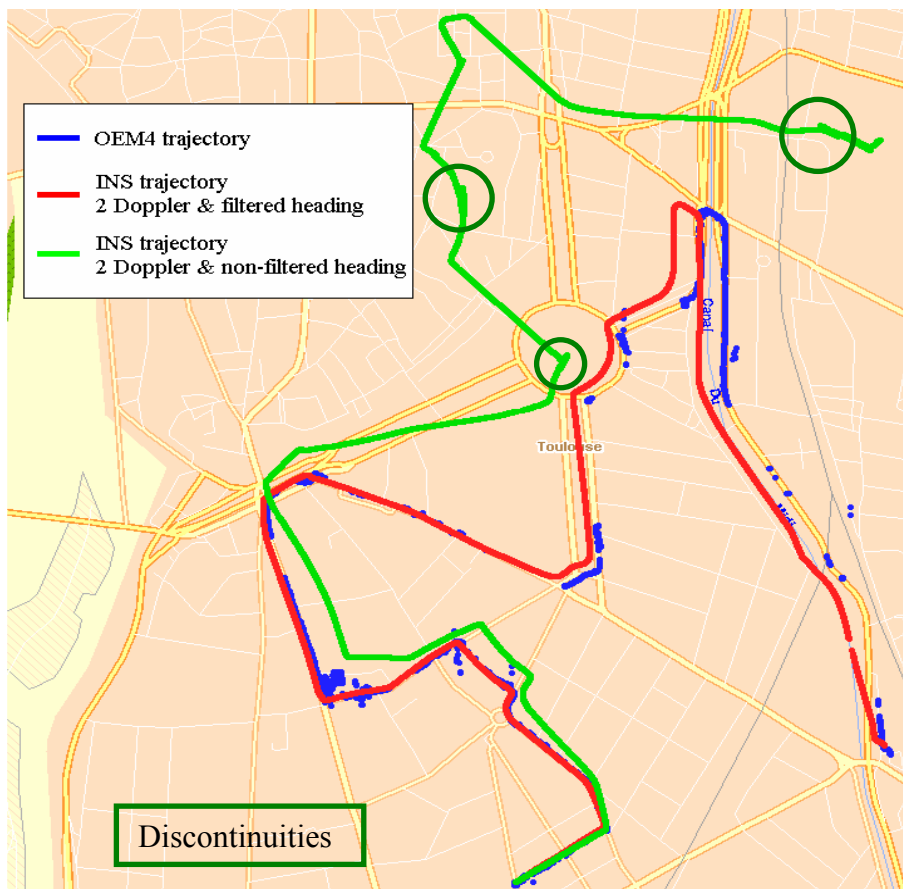 OEM4 trajectory
INS trajectory
2 Doppler & filtered heading
INS trajectory
2 Doppler & non-filtered heading
Canal
Du
Toulouse
Midi
Discontinuities